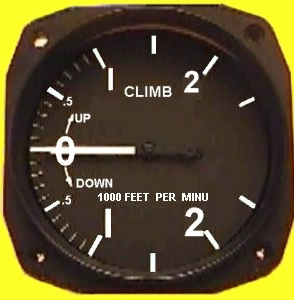 1 2
CLIMB
.5
UP
0
DOWN
.5
1000 FEET PER MINU
1 2